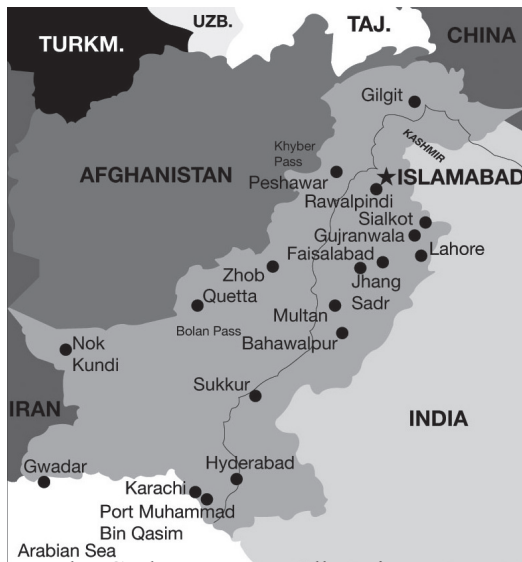 TURKM.
UZB.
TAJ.
CHINA
Gilgit
KASHMIR
Khyber
Pass
AFGHANISTAN
Peshawar
ISLAMABAD
Rawalpindi
Sialkot
Gujranwala
Faisalabad
Lahore
Zhob
Jhang
Sadr
Quetta
Multan
Bolan Pass
Bahawalpur
Nok
Kundi
Sukkur
IRAN
INDIA
Gwadar
Hyderabad
Karachi
Port Muhammad
Bin Qasim
Arabian Sea